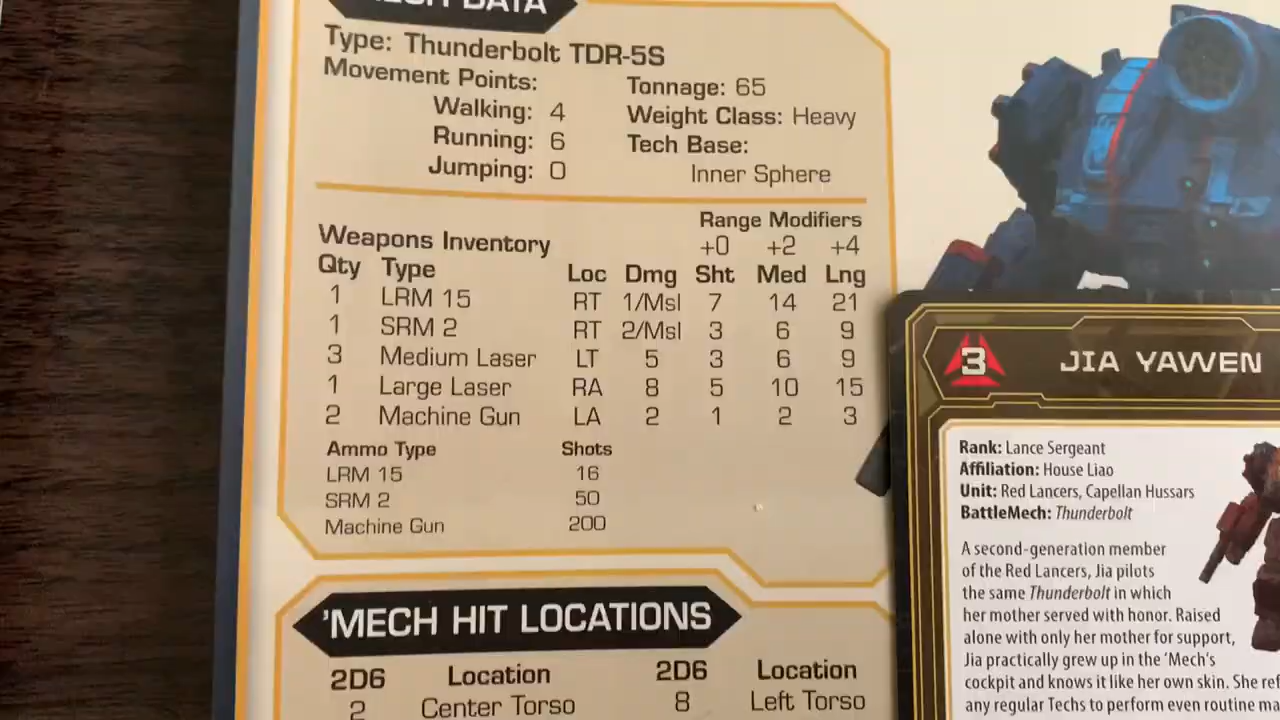 'MECH DATA
Type: Thunderbolt TDR-5S
Movement Points:
Walking: 4
Running: 6
Jumping: 0
Tonnage: 65
Weight Class: Heavy
Tech Base:
Inner Sphere
Range Modifiers
Weapons Inventory +0 +2 +4
Qty Type Loc Dmg Sht Med Lng
1 LRM 15 RT 1/Msl 7 14 21
1 SRM 2 RT 2/Msl 3 6 9
3 Medium Laser LT 5 3 6 9
1 Large Laser RA 8 5 10 15
2 Machine Gun LA 2 1 2 3
Ammo Type Shots
LRM 15 16
SRM 2 50
Machine Gun 200
'MECH HIT LOCATIONS
2D6 Location 2D6 Location
2 Center Torso 8 Left Torso
3 JIA YAWEN
Rank: Lance Sergeant
Affiliation: House Liao
Unit: Red Lancers, Capellan Hussars
BattleMech: Thunderbolt
A second-generation member
of the Red Lancers, Jia pilots
the same Thunderbolt in which
her mother served with honor. Raised
alone with only her mother for support,
Jia practically grew up in the 'Mech's
cockpit and knows it like her own skin. She
any regular Techs to perform even routine